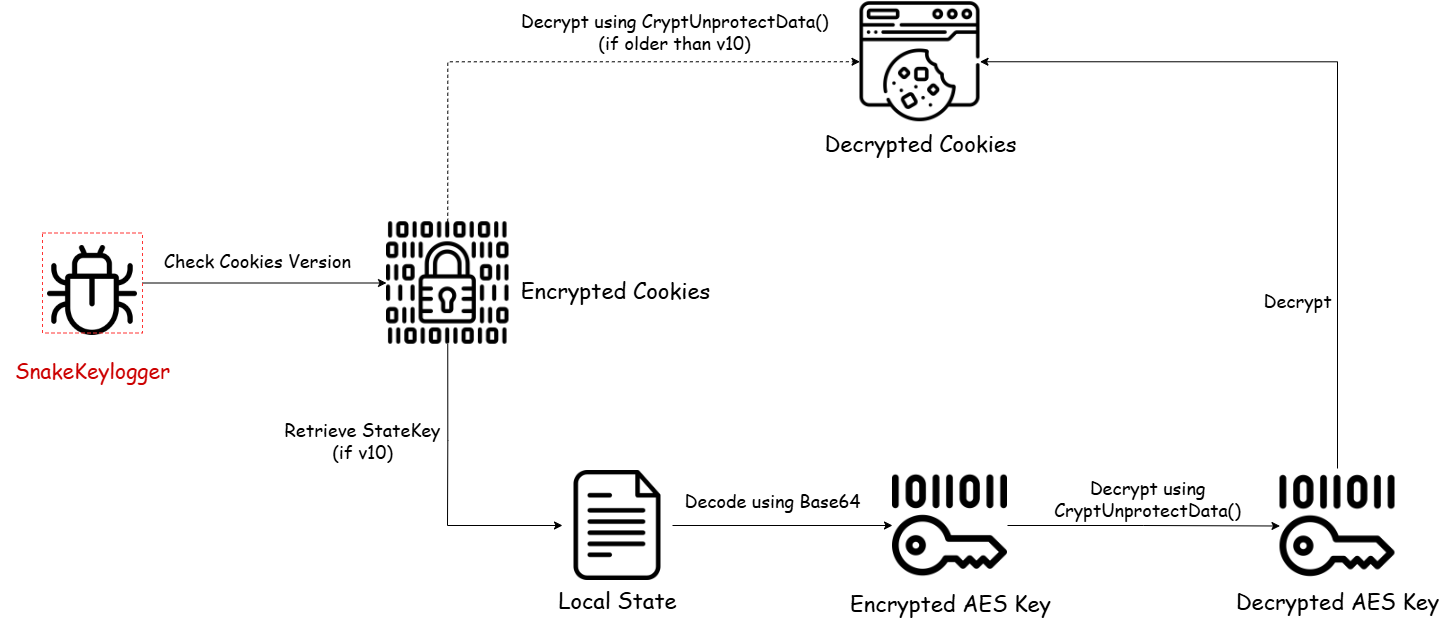 Decrypt using CryptUnprotectData()
(if older than v10)
Decrypted Cookies
Check Cookies Version
Encrypted Cookies
SnakeKeylogger
Decrypt
Retrieve StateKey
(if v10)
Decode using Base64
Decrypt using
CryptUnprotectData()
Local State
Encrypted AES Key
Decrypted AES Key